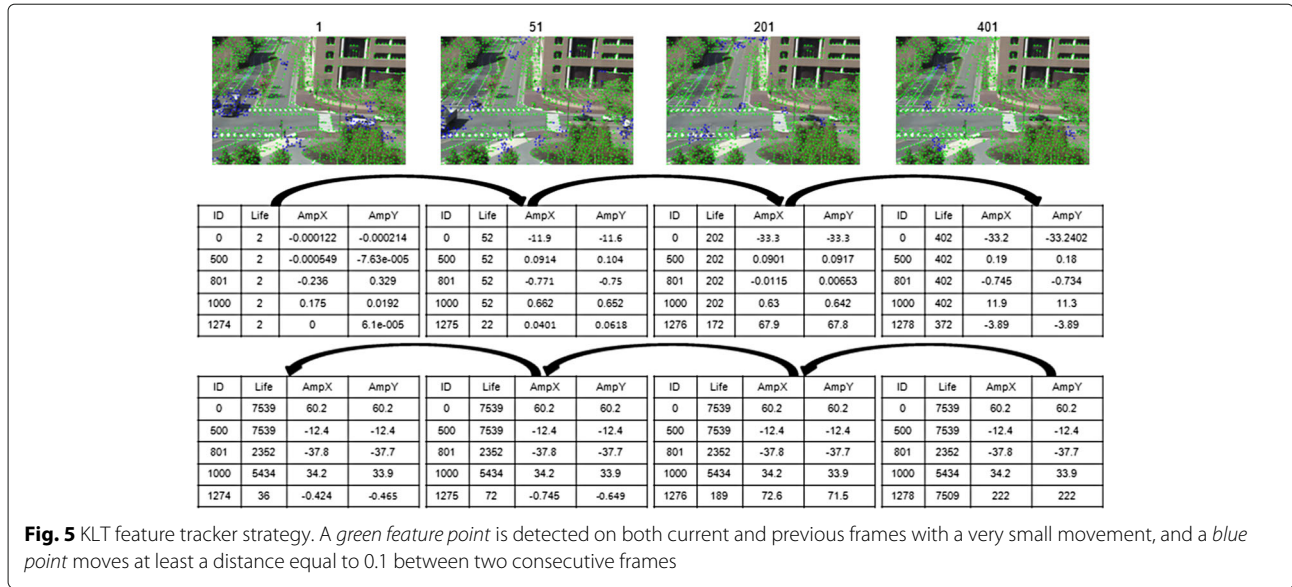 1 51 201 401
ID Life AmpX AmpY ID Life AmpX AmpY ID Life AmpX AmpY ID Life AmpX AmpY
0 2 -0.000122 -0.000214 0 52 -11.9 -11.6 0 202 -33.3 -33.3 0 402 -33.2 -33.2402
500 2 -0.000549 -7.63e-005 500 52 0.0914 0.104 500 202 0.0901 0.0917 500 402 0.19 0.18
801 2 -0.236 0.329 801 52 -0.771 -0.75 801 202 -0.0115 0.00653 801 402 -0.745 -0.734
1000 2 0.175 0.0192 1000 52 0.662 0.652 1000 202 0.63 0.642 1000 402 11.9 11.3
1274 2 0 6.1e-005 1275 22 0.0401 0.0618 1276 172 67.9 67.8 1278 372 -3.89 -3.89
ID Life AmpX AmpY ID Life AmpX AmpY ID Life AmpX AmpY ID Life AmpX AmpY
0 7539 60.2 60.2 0 7539 60.2 60.2 0 7539 60.2 60.2 0 7539 60.2 60.2
500 7539 -12.4 -12.4 500 7539 -12.4 -12.4 500 7539 -12.4 -12.4 500 7539 -12.4 -12.4
801 2352 -37.8 -37.7 801 2352 -37.8 -37.7 801 2352 -37.8 -37.7 801 2352 -37.8 -37.7
1000 5434 34.2 33.9 1000 5434 34.2 33.9 1000 5434 34.2 33.9 1000 5434 34.2 33.9
1274 36 -0.424 -0.465 1275 72 -0.745 -0.649 1276 189 72.6 71.5 1278 7509 222 222
Fig. 5 KLT feature tracker strategy. A green feature point is detected on both current and previous frames with a very small movement, and a blue
point moves at least a distance equal to 0.1 between two consecutive frames